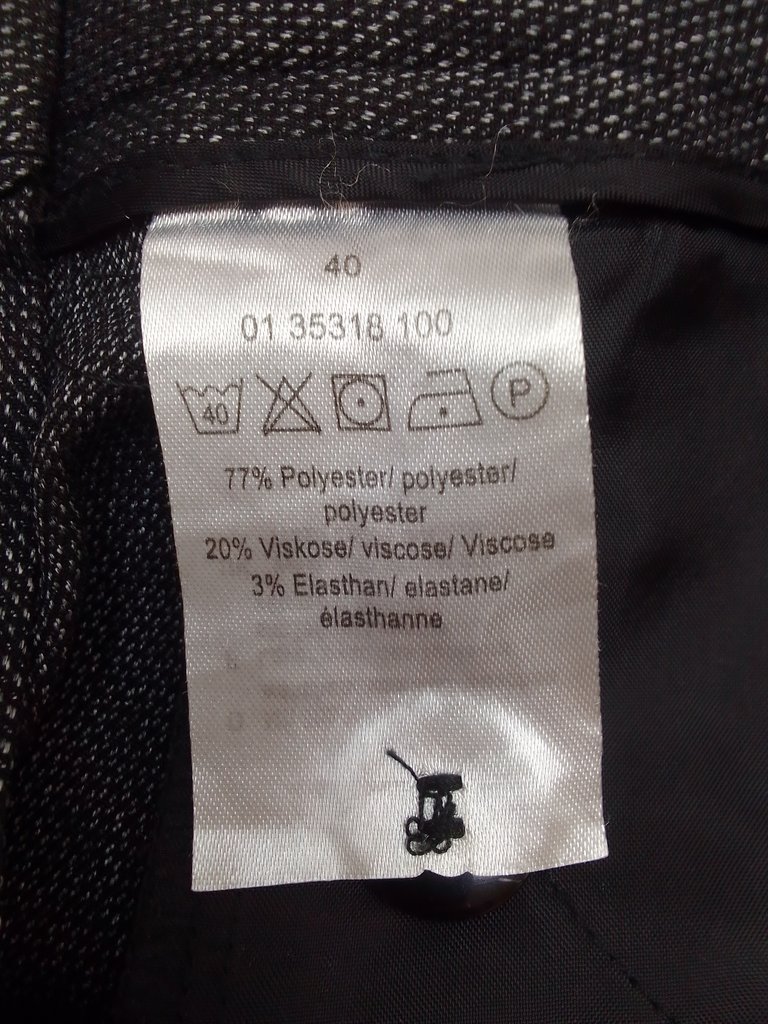 40
01 35318 100
40 P
77% Polyester/ polyester/
polyester
20% Viskose/ viscose/ Viscose
3% Elasthan/ elastane/
élasthanne